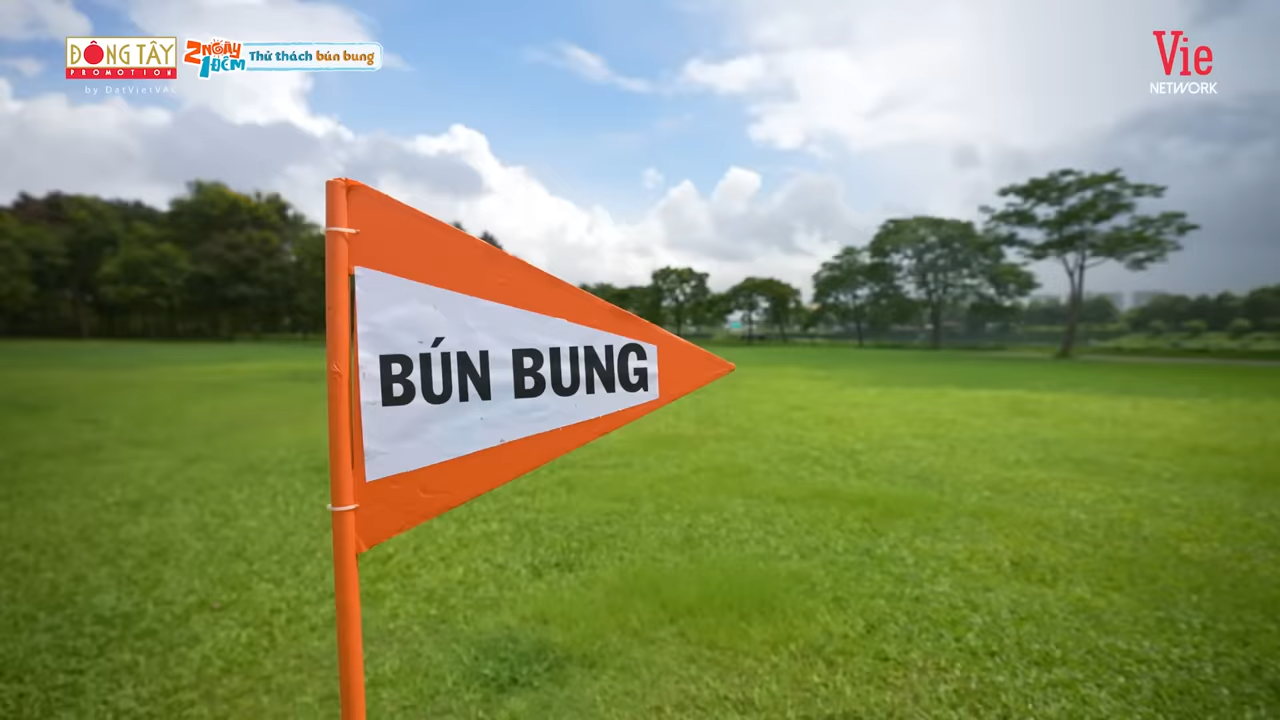 ĐÔNG TÂY
PROMOTION
by DatVietVAC
2 NGÀY
1 ĐÊM
Thử thách bún bung
Vie
NETWORK
BÚN BUNG